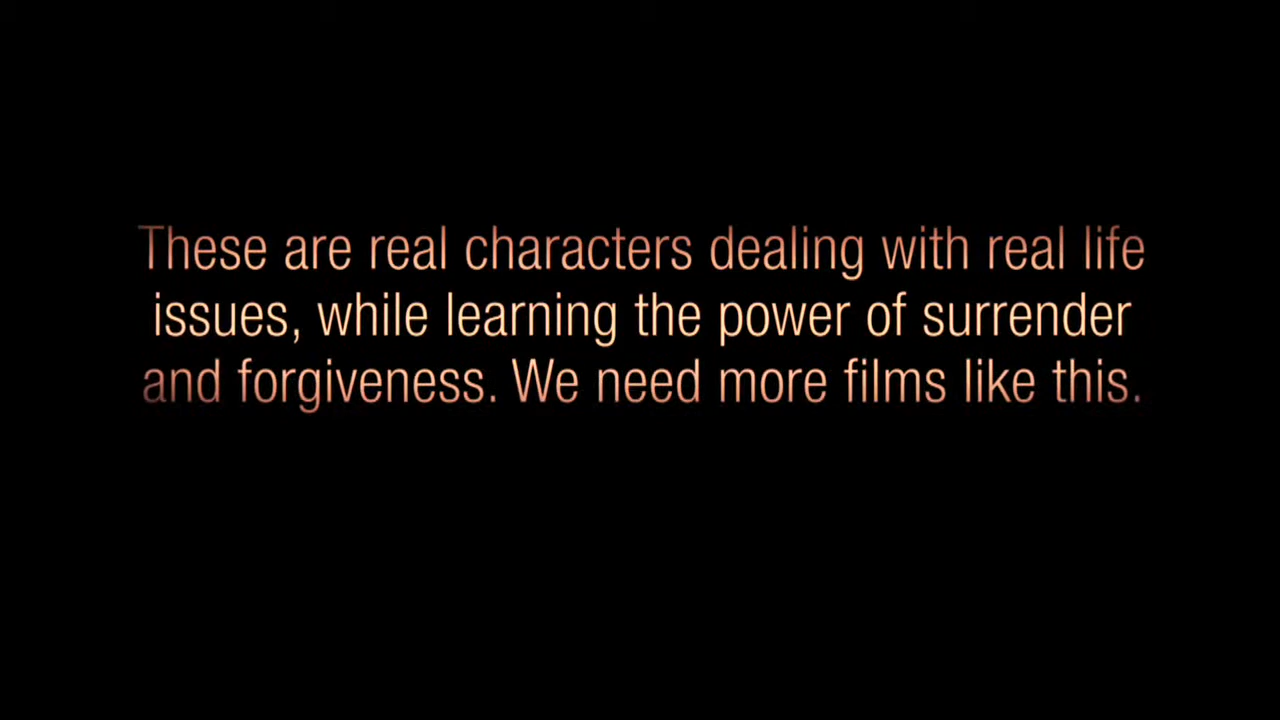 These are real characters dealing with real life
issues, while learning the power of surrender
and forgiveness. We need more films like this.